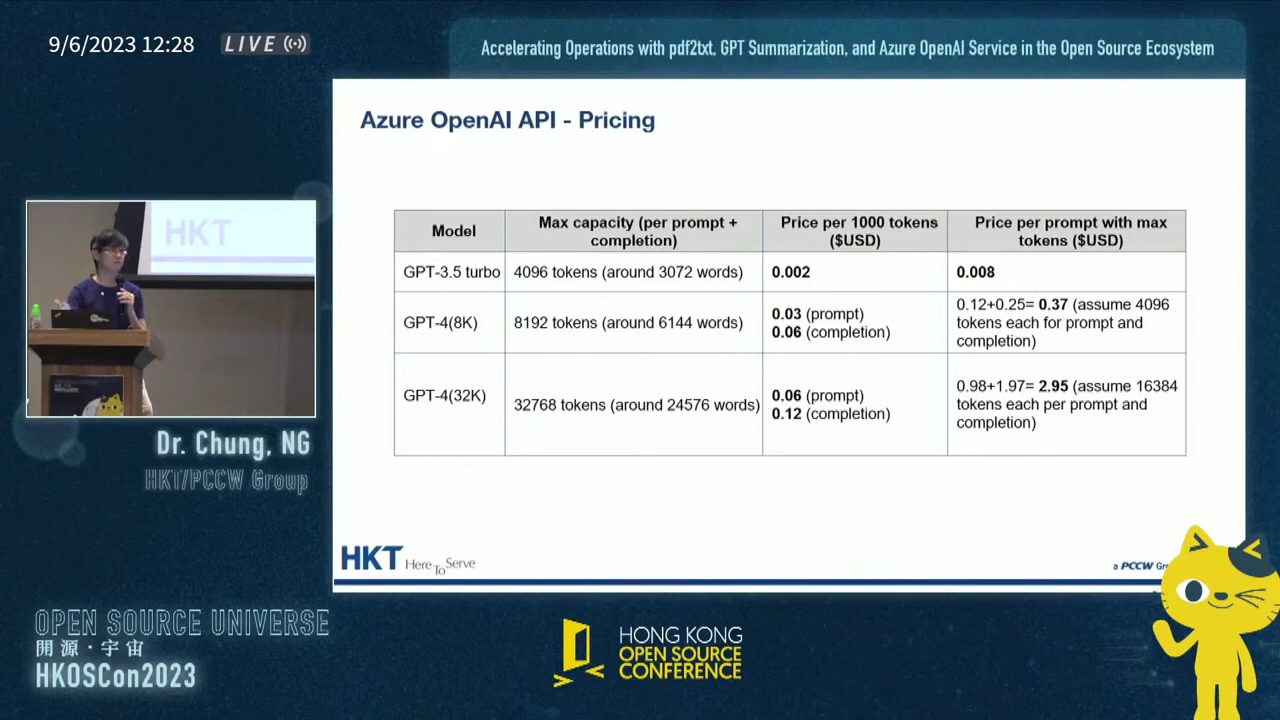 9/6/2023 12:28
LIVE
Accelerating Operations with pdf2txt, GPT Summarization, and Azure OpenAI Service in the Open Source Ecosystem
Azure OpenAI API - Pricing
Model
Max capacity (per prompt +
completion)
Price per 1000 tokens
($USD)
Price per prompt with max
tokens ($USD)
GPT-3.5 turbo
4096 tokens (around 3072 words)
0.002
0.008
GPT-4(8K)
8192 tokens (around 6144 words)
0.03 (prompt)
0.06 (completion)
0.12+0.25= 0.37 (assume 4096
tokens each for prompt and
completion)
GPT-4(32K)
32768 tokens (around 24576 words)
0.06 (prompt)
0.12 (completion)
0.98+1.97= 2.95 (assume 16384
tokens each per prompt and
completion)
HKT
Dr. Chung, NG
HKT/PCCW Group
HKT Here To Serve
a PCCW Gr
OPEN SOURCE UNIVERSE
開源·宇宙
HKOSCon2023
HONG KONG
OPEN SOURCE
CONFERENCE